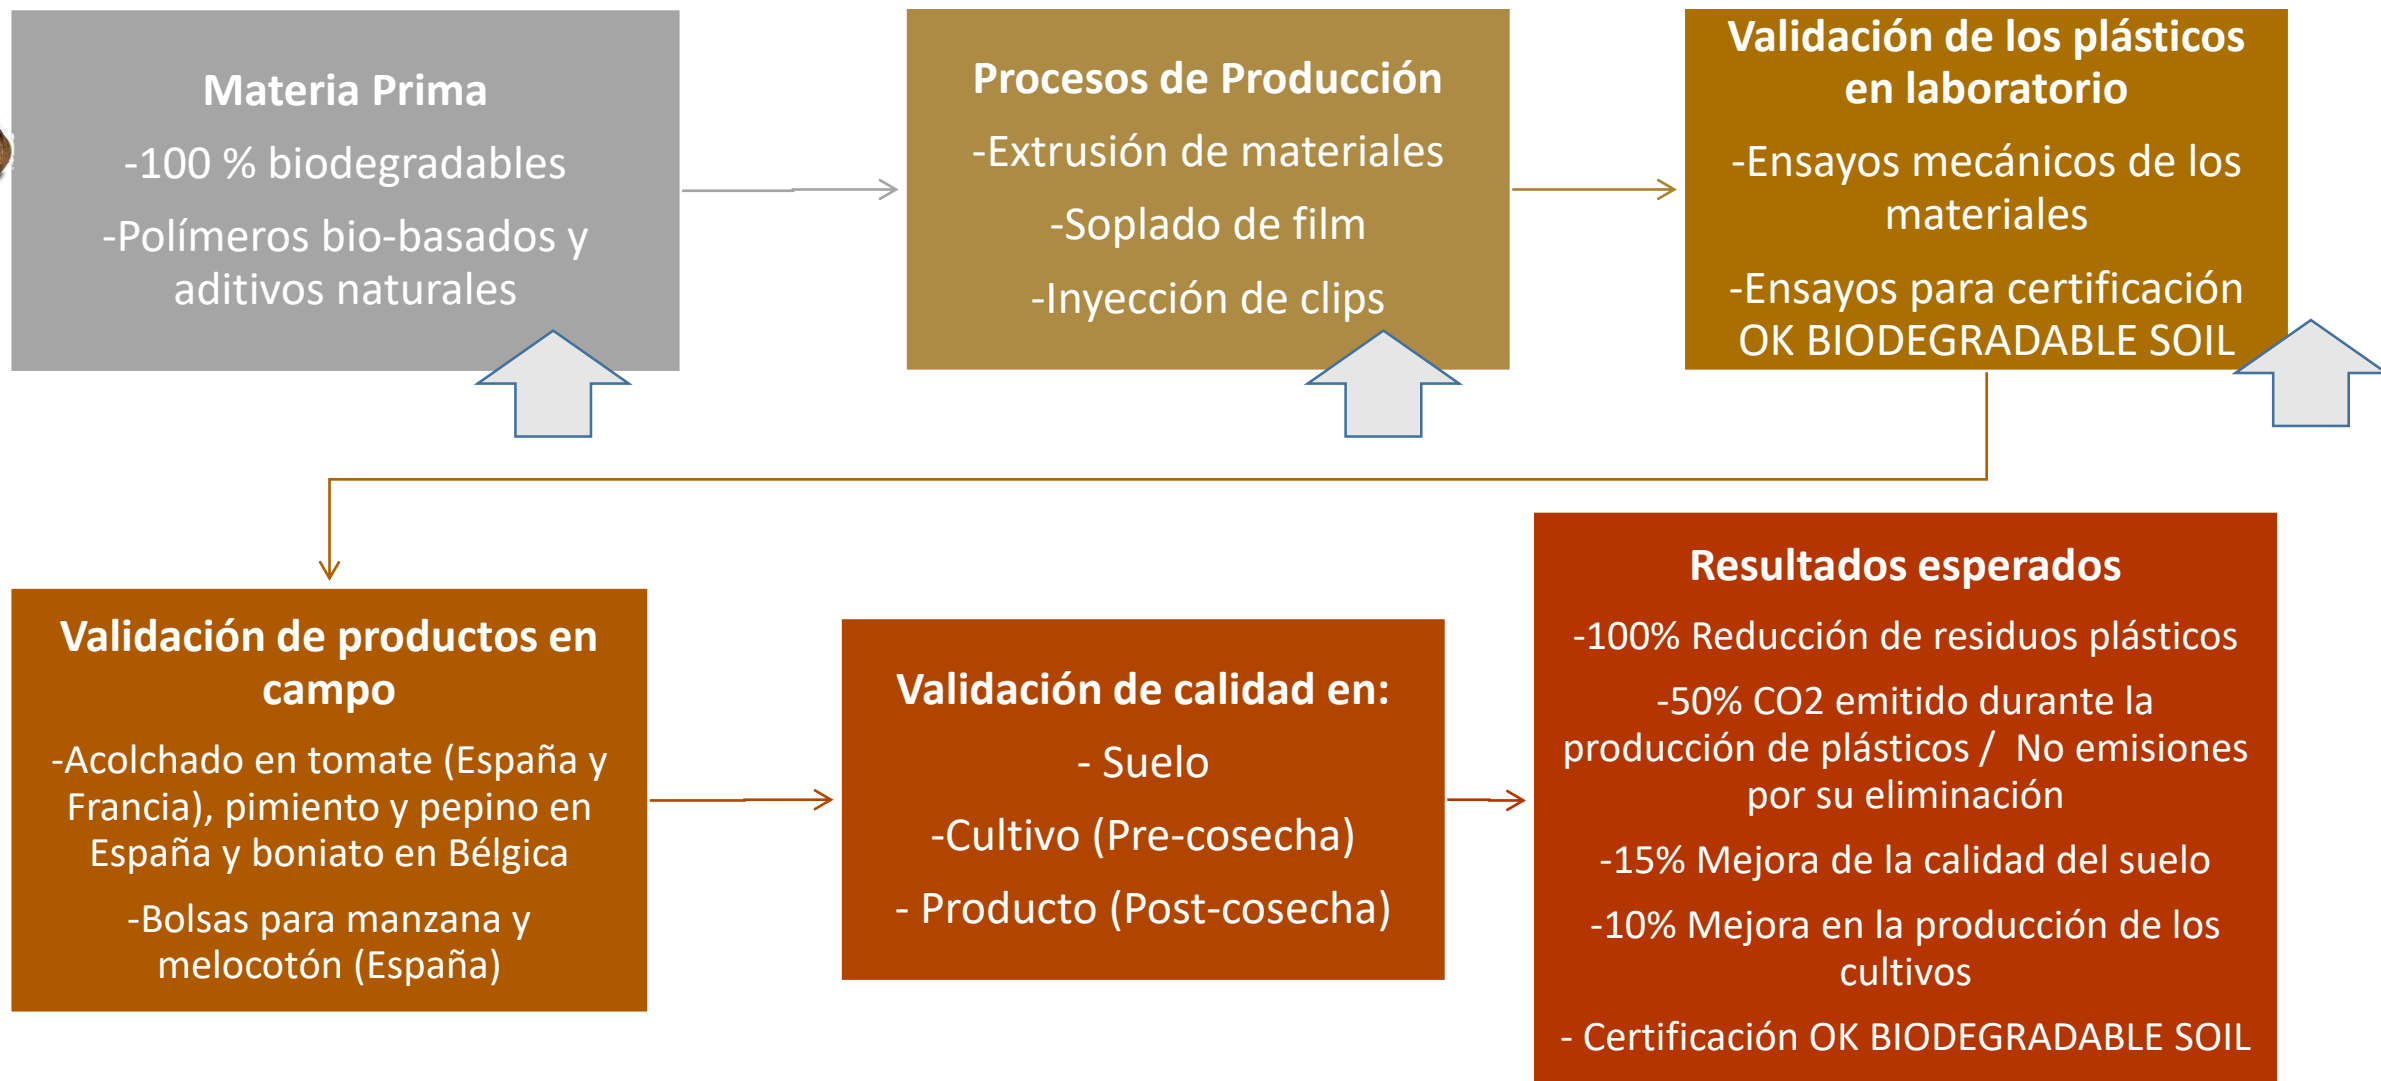 Materia Prima
-100 % biodegradables
-Polímeros bio-basados y
aditivos naturales
Procesos de Producción
-Extrusión de materiales
-Soplado de film
-Inyección de clips
Validación de los plásticos
en laboratorio
-Ensayos mecánicos de los
materiales
-Ensayos para certificación
OK BIODEGRADABLE SOIL
Validación de productos en
campo
-Acolchado en tomate (España y
Francia), pimiento y pepino en
España y boniato en Bélgica
-Bolsas para manzana y
melocotón (España)
Validación de calidad en:
- Suelo
-Cultivo (Pre-cosecha)
- Producto (Post-cosecha)
Resultados esperados
-100% Reducción de residuos plásticos
-50% CO2 emitido durante la
producción de plásticos / No emisiones
por su eliminación
-15% Mejora de la calidad del suelo
-10% Mejora en la producción de los
cultivos
- Certificación OK BIODEGRADABLE SOIL